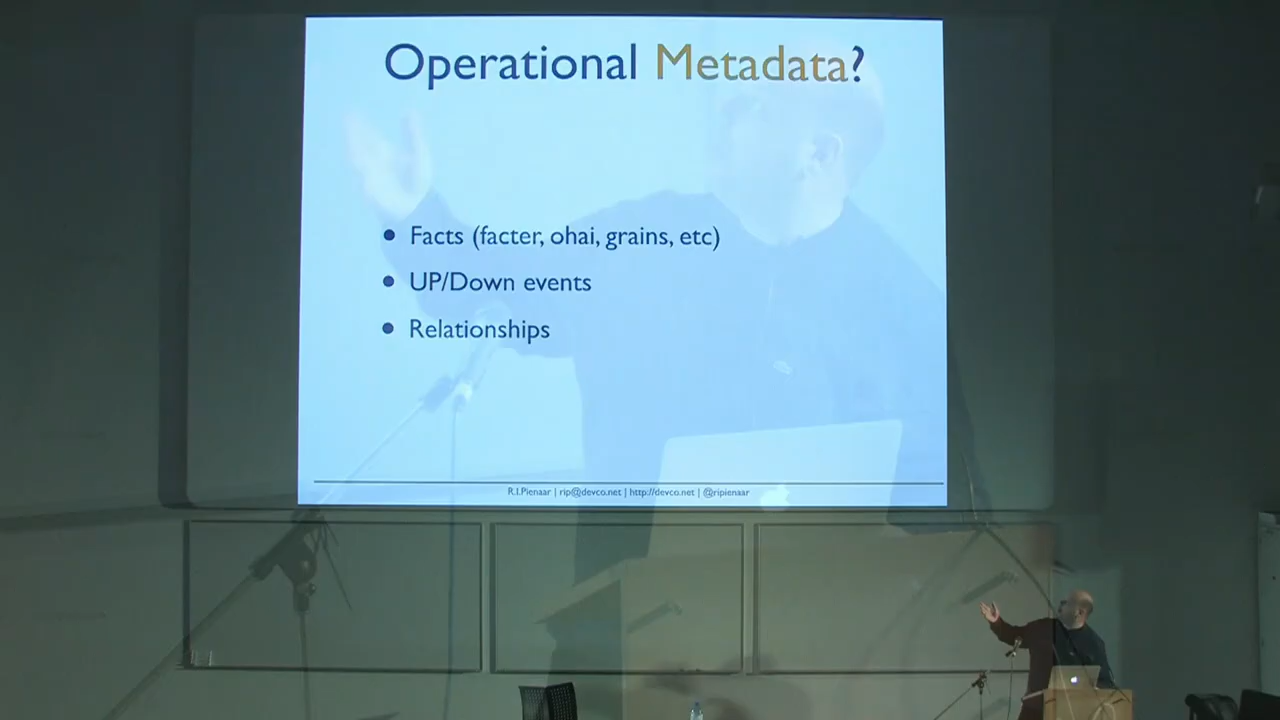 Operational Metadata?
• Facts (facter, ohai, grains, etc)
• UP/Down events
• Relationships
R.I.Pienaar | rip@devco.net | http://devco.net | @ripienaar